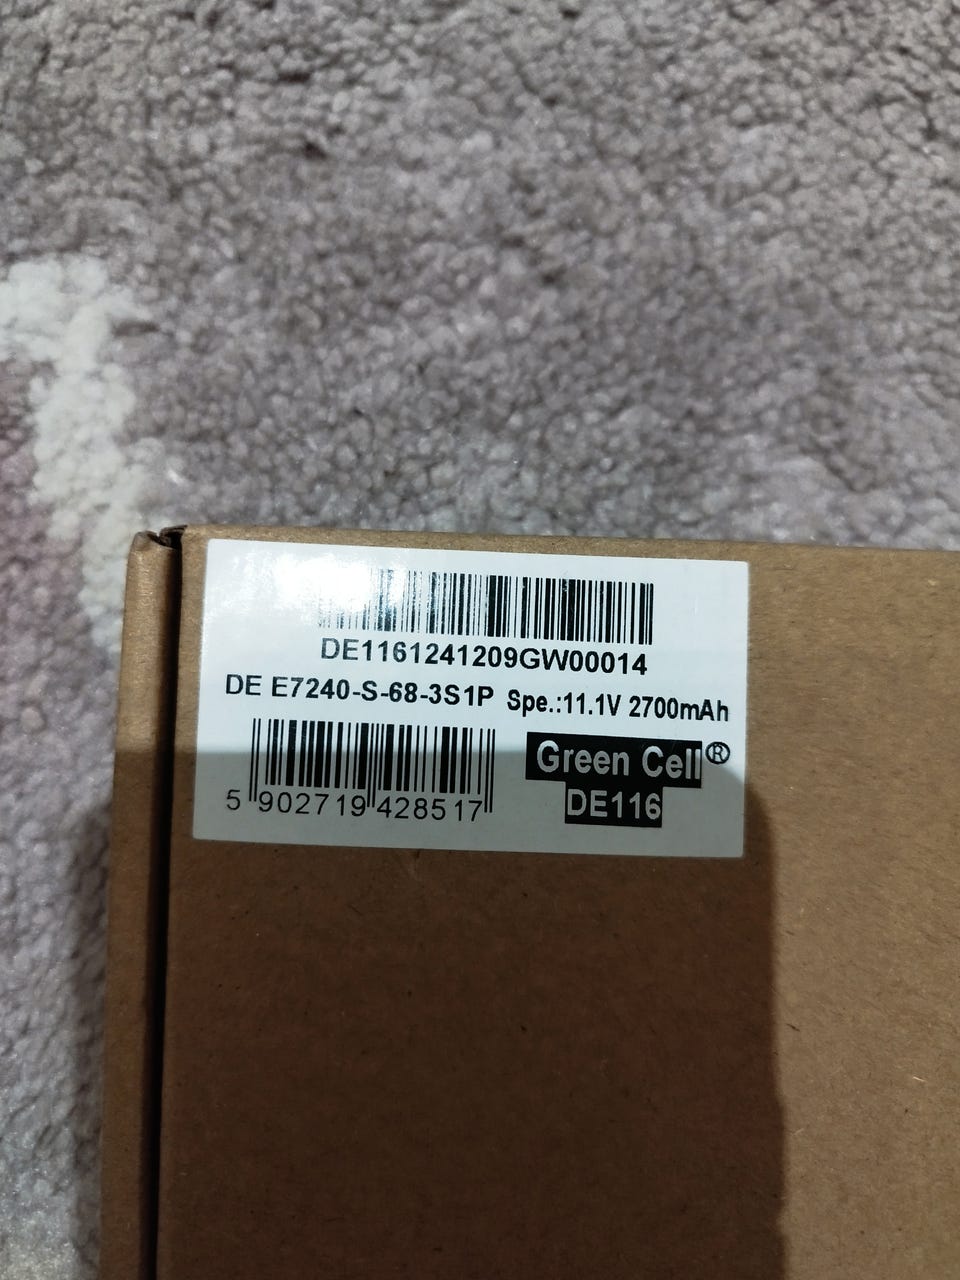 DE1161241209GW00014
DE E7240-S-68-3S1P Spe.:11.1V 2700mAh
5 902719 428517
Green Cell®
DE116